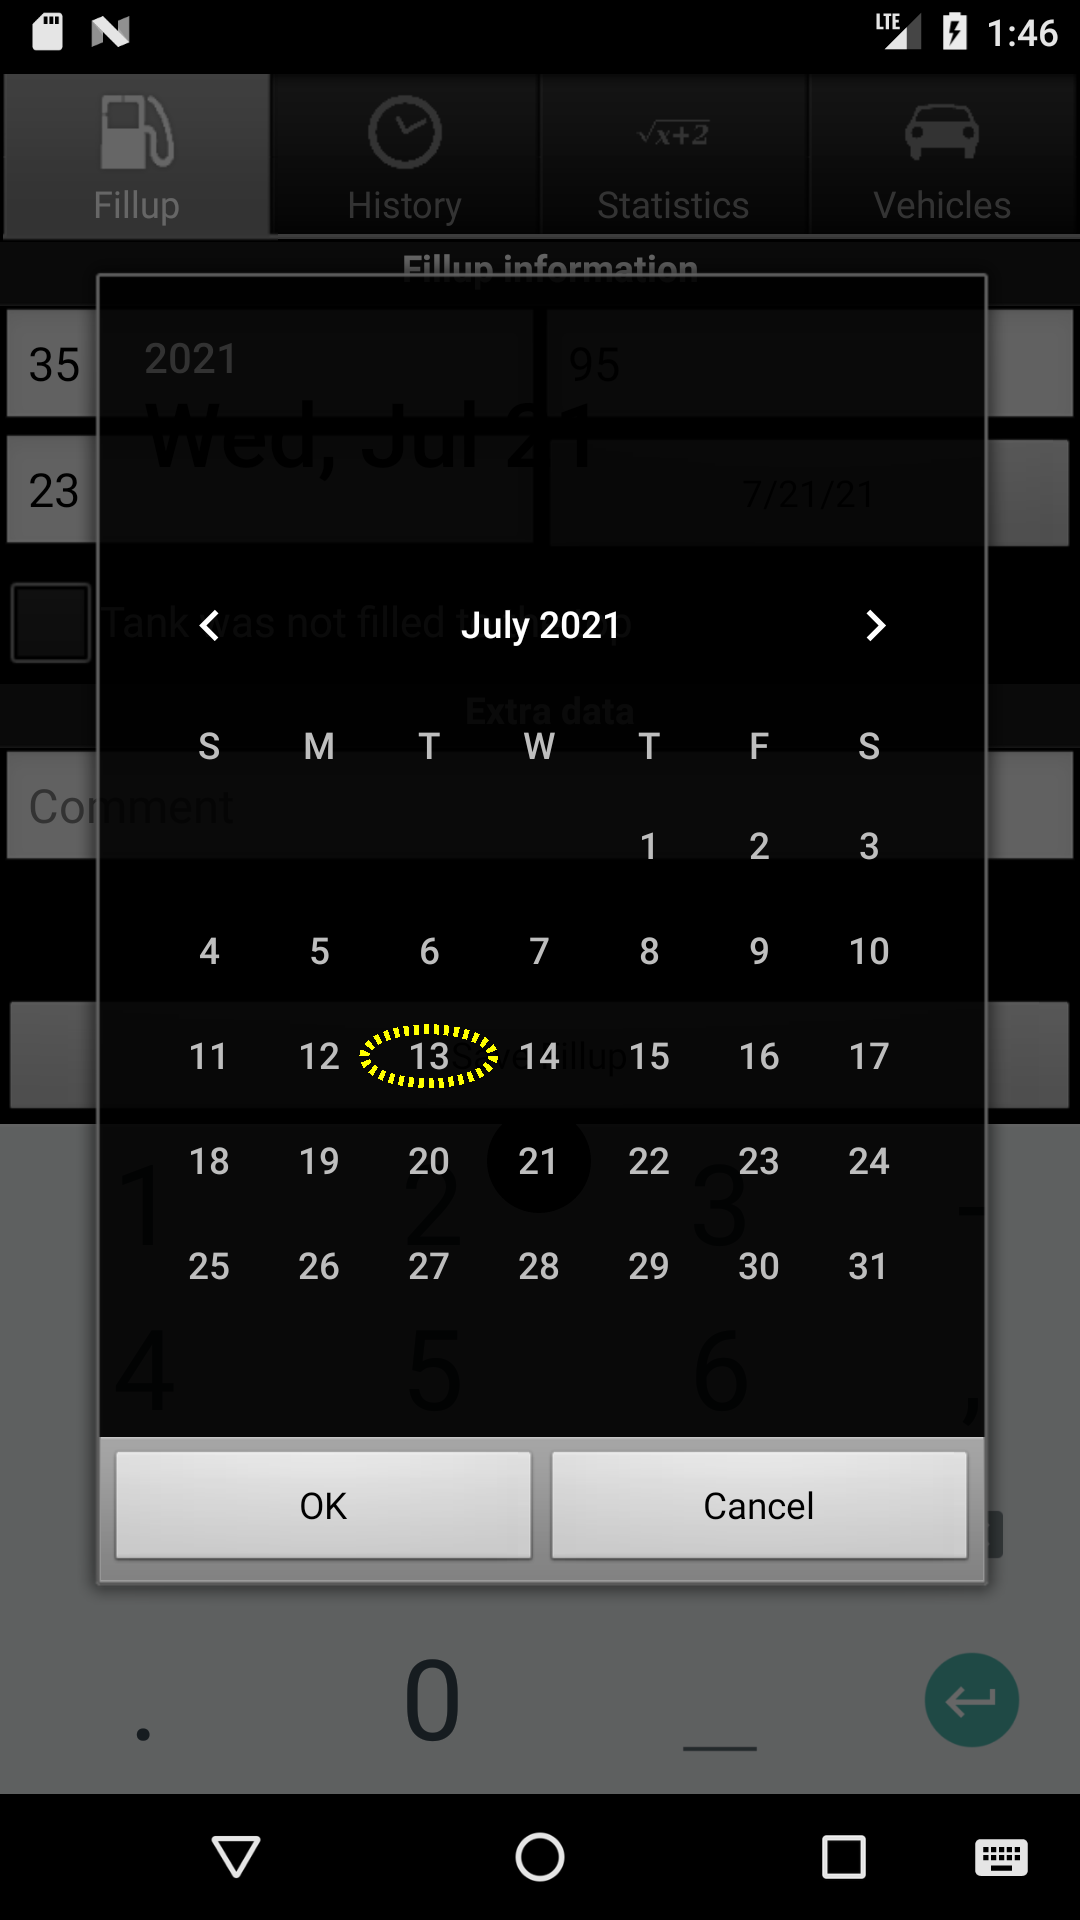 LTE 1:46
Fillup History √x+2 Statistics Vehicles
Fillup information
35 95
2021
Wed, Jul 21
23 7/21/21
Tank was not filled to the top
July 2021
Extra data
S M T W T F S
Comment
1 2 3
4 5 6 7 8 9 10
11 12 13 14 15 16 17
Save Fillup
18 19 20 21 22 23 24
1 2 3 -
25 26 27 28 29 30 31
4 5 6 ,
OK Cancel
. 0 _